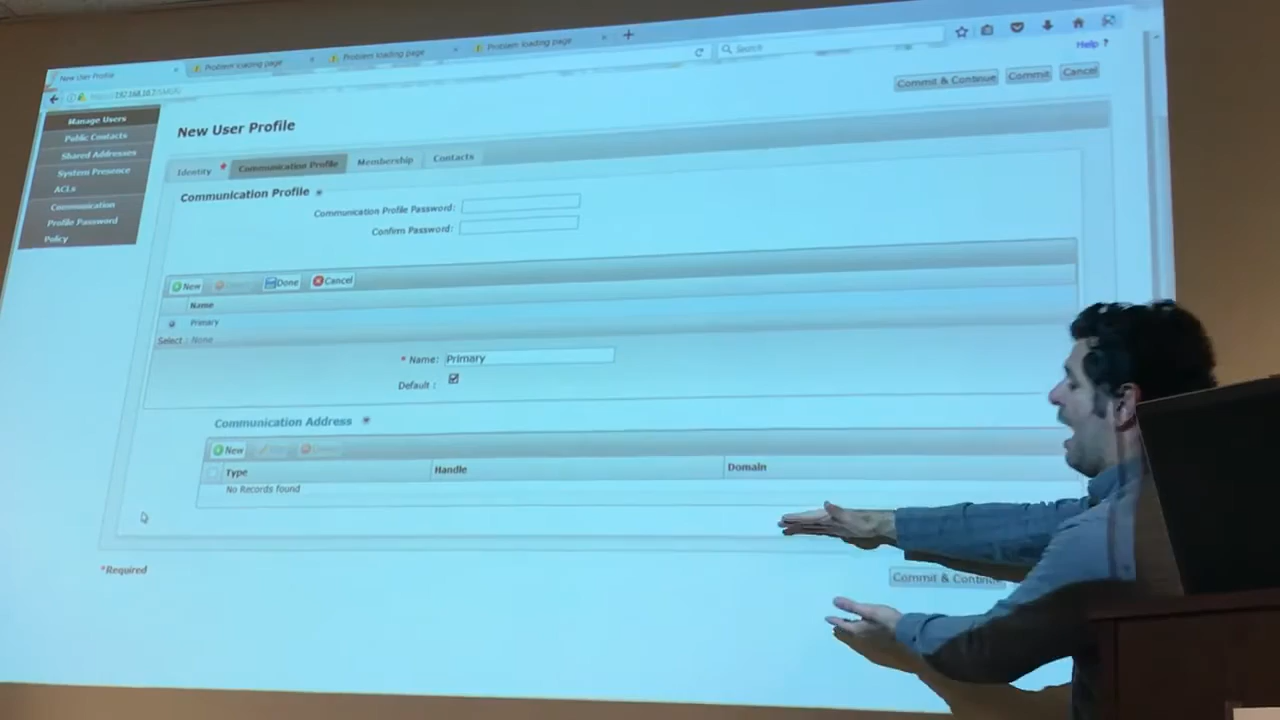 New User Profile
Problem loading page
Problem loading page
Problem loading page
Search
Help ?
Commit & Continue
Commit
Cancel
Manage Users
Public Contacts
Shared Addresses
System Presence
ACLs
Communication
Profile Password
Policy
New User Profile
Identity *
Communication Profile
Membership
Contacts
Communication Profile
Communication Profile Password:
Confirm Password:
New
Done
Cancel
Name
Primary
Select : None
* Name: Primary
Default :
Communication Address
New
Type
Handle
Domain
No Records found
*Required
Commit &